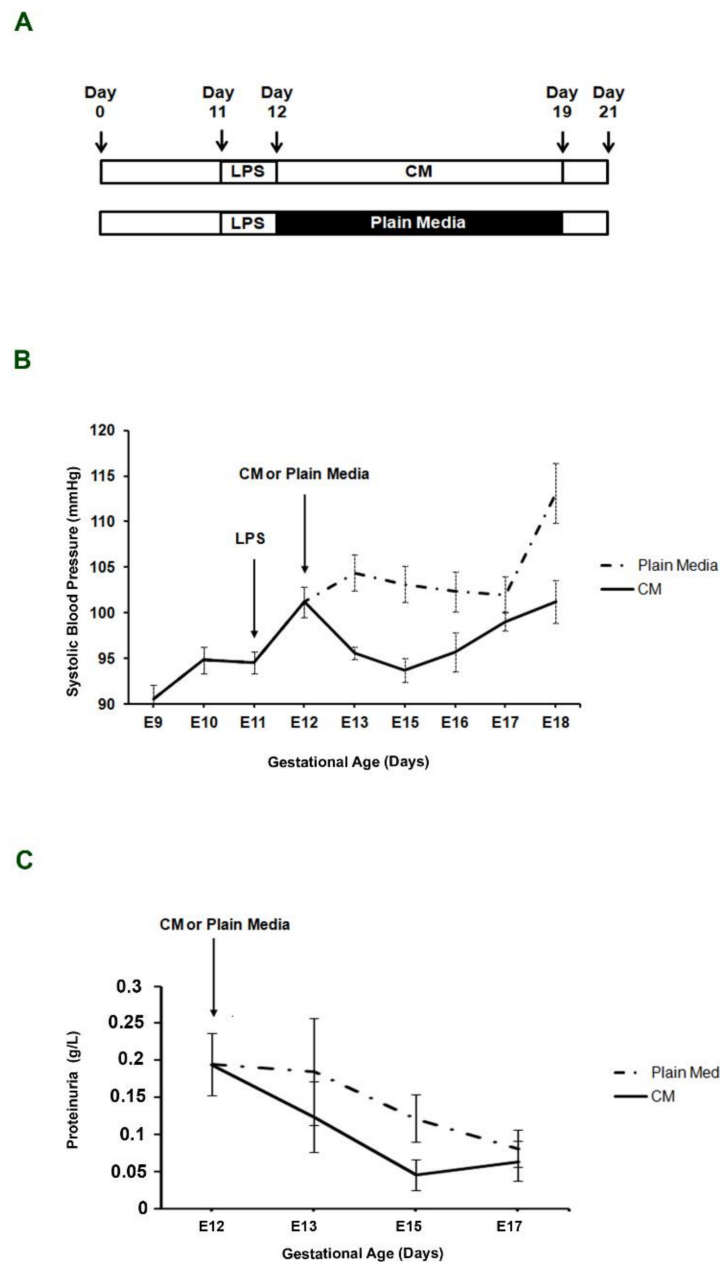 A
Day Day Day Day Day
0 11 12 19 21
LPS CM
LPS Plain Media
B
120
115
110
105
100
95
90
Systolic Blood Pressure (mmHg)
CM or Plain Media
LPS
Plain Media
CM
E9 E10 E11 E12 E13 E15 E16 E17 E18
Gestational Age (Days)
C
CM or Plain Media
0.3
0.25
0.2
0.15
0.1
0.05
0
Proteinuria (g/L)
Plain Med
CM
E12 E13 E15 E17
Gestational Age (Days)